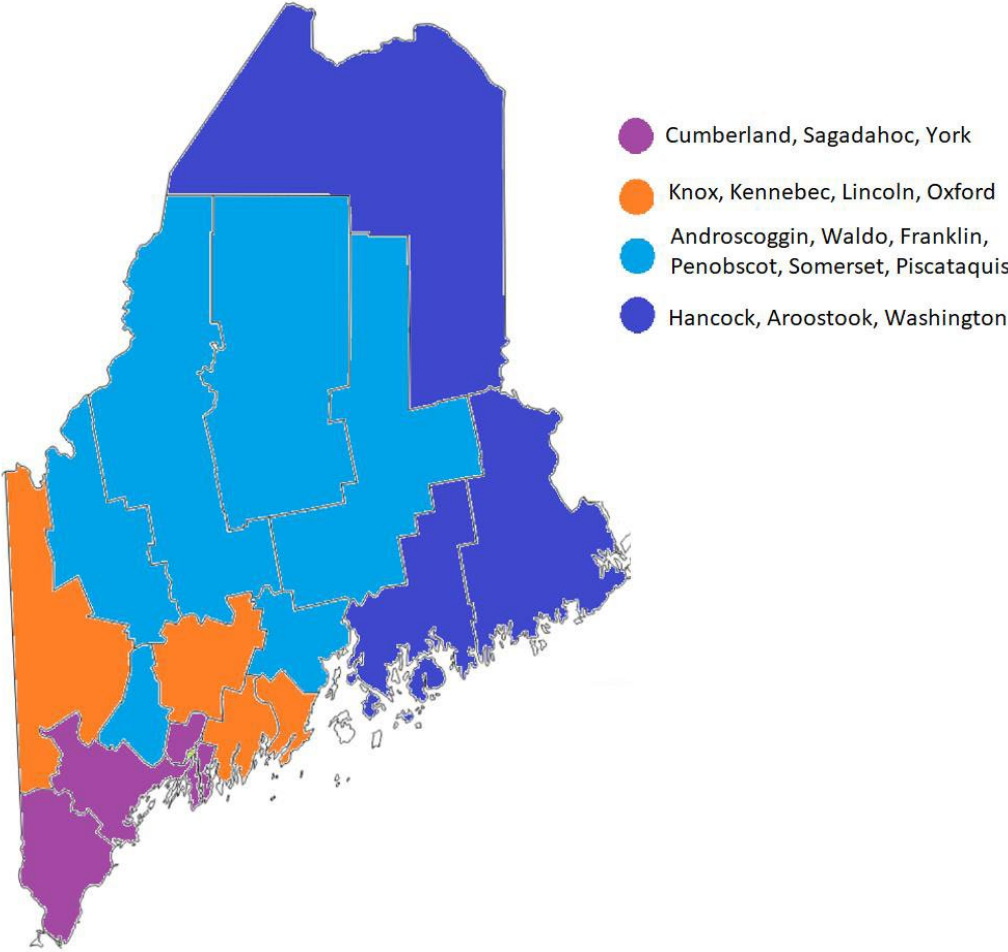 Cumberland, Sagadahoc, York
Knox, Kennebec, Lincoln, Oxford
Androscoggin, Waldo, Franklin,
Penobscot, Somerset, Piscataquis
Hancock, Aroostook, Washington